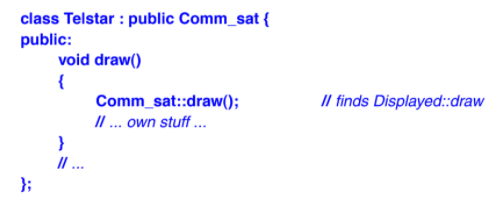 class Telstar : public Comm_sat {
public:
void draw()
{
Comm_sat::draw(); // finds Displayed::draw
// ... own stuff ...
}
// ...
};